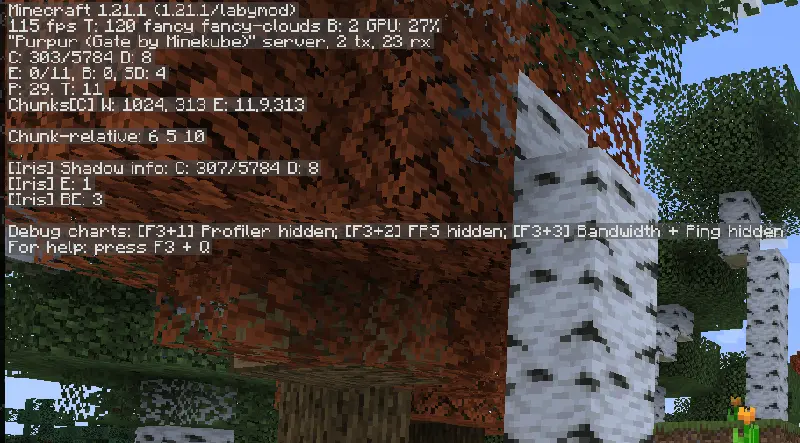 Minecraft 1.21.1 (1.21.1/labymod)
115 fps T: 120 fancy fancy-clouds B: 2 GPU: 27%
"Purpur (Gate by Minekube)" server, 2 tx, 23 rx
C: 303/5784 D: 8
E: 0/11, B: 0, SD: 4
P: 29. T: 11
Chunks[C] W: 1024, 313 E: 11,9,313
Chunk-relative: 6 5 10
[Iris] Shadow info: C: 307/5784 D: 8
[Iris] E: 1
[Iris] BE: 3
Debug charts: [F3+1] Profiler hidden; [F3+2] FPS hidden; [F3+3] Bandwidth + Ping hidden
For help: press F3 + Q